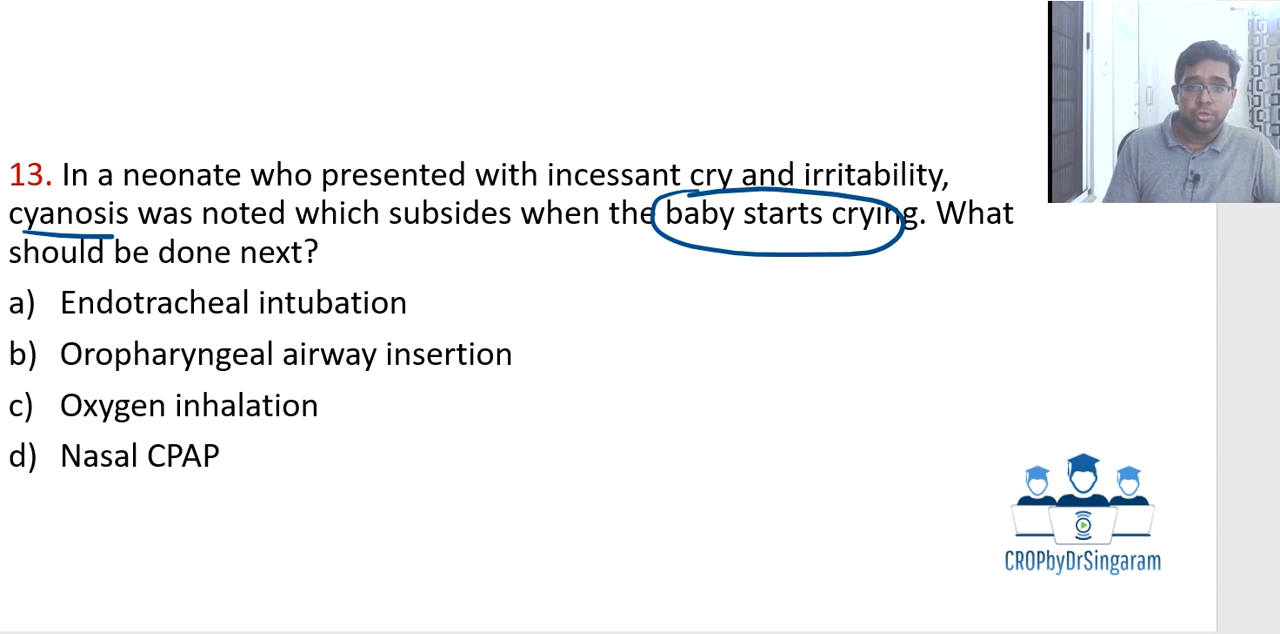 13. In a neonate who presented with incessant cry and irritability,
cyanosis was noted which subsides when the baby starts crying. What
should be done next?
a) Endotracheal intubation
b) Oropharyngeal airway insertion
c) Oxygen inhalation
d) Nasal CPAP
CROPbyDrSingaram